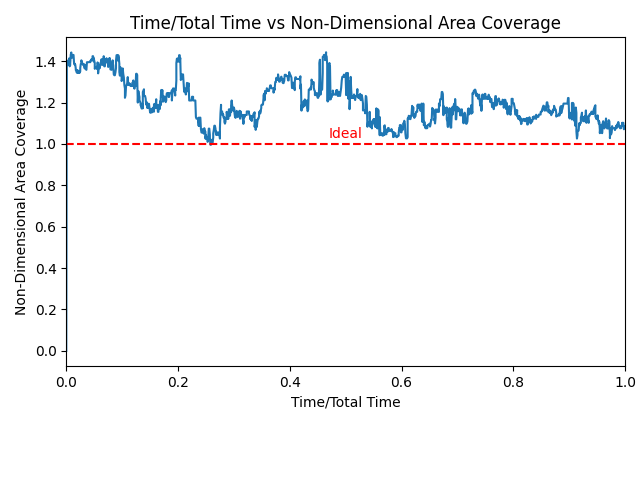 Time/Total Time vs Non-Dimensional Area Coverage
Non-Dimensional Area Coverage
1.4
1.2
1.0
0.8
0.6
0.4
0.2
0.0
Ideal
0.0 0.2 0.4 0.6 0.8 1.0
Time/Total Time